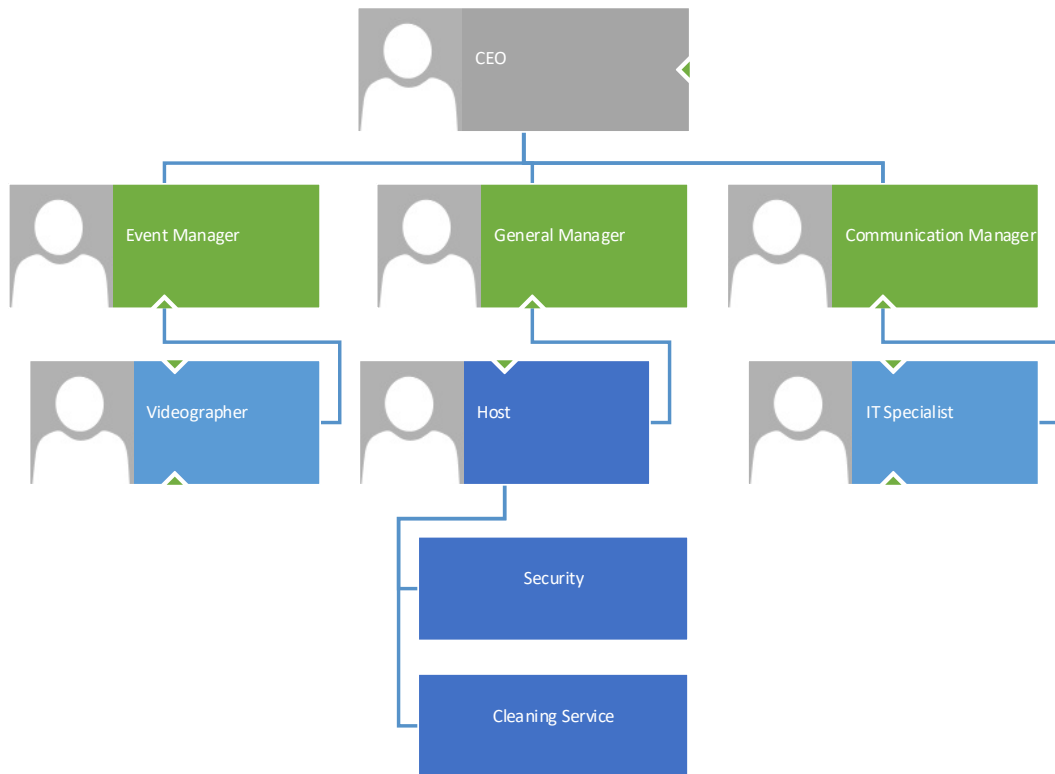 CEO
Event Manager
General Manager
Communication Manager
Videographer
Host
IT Specialist
Security
Cleaning Service